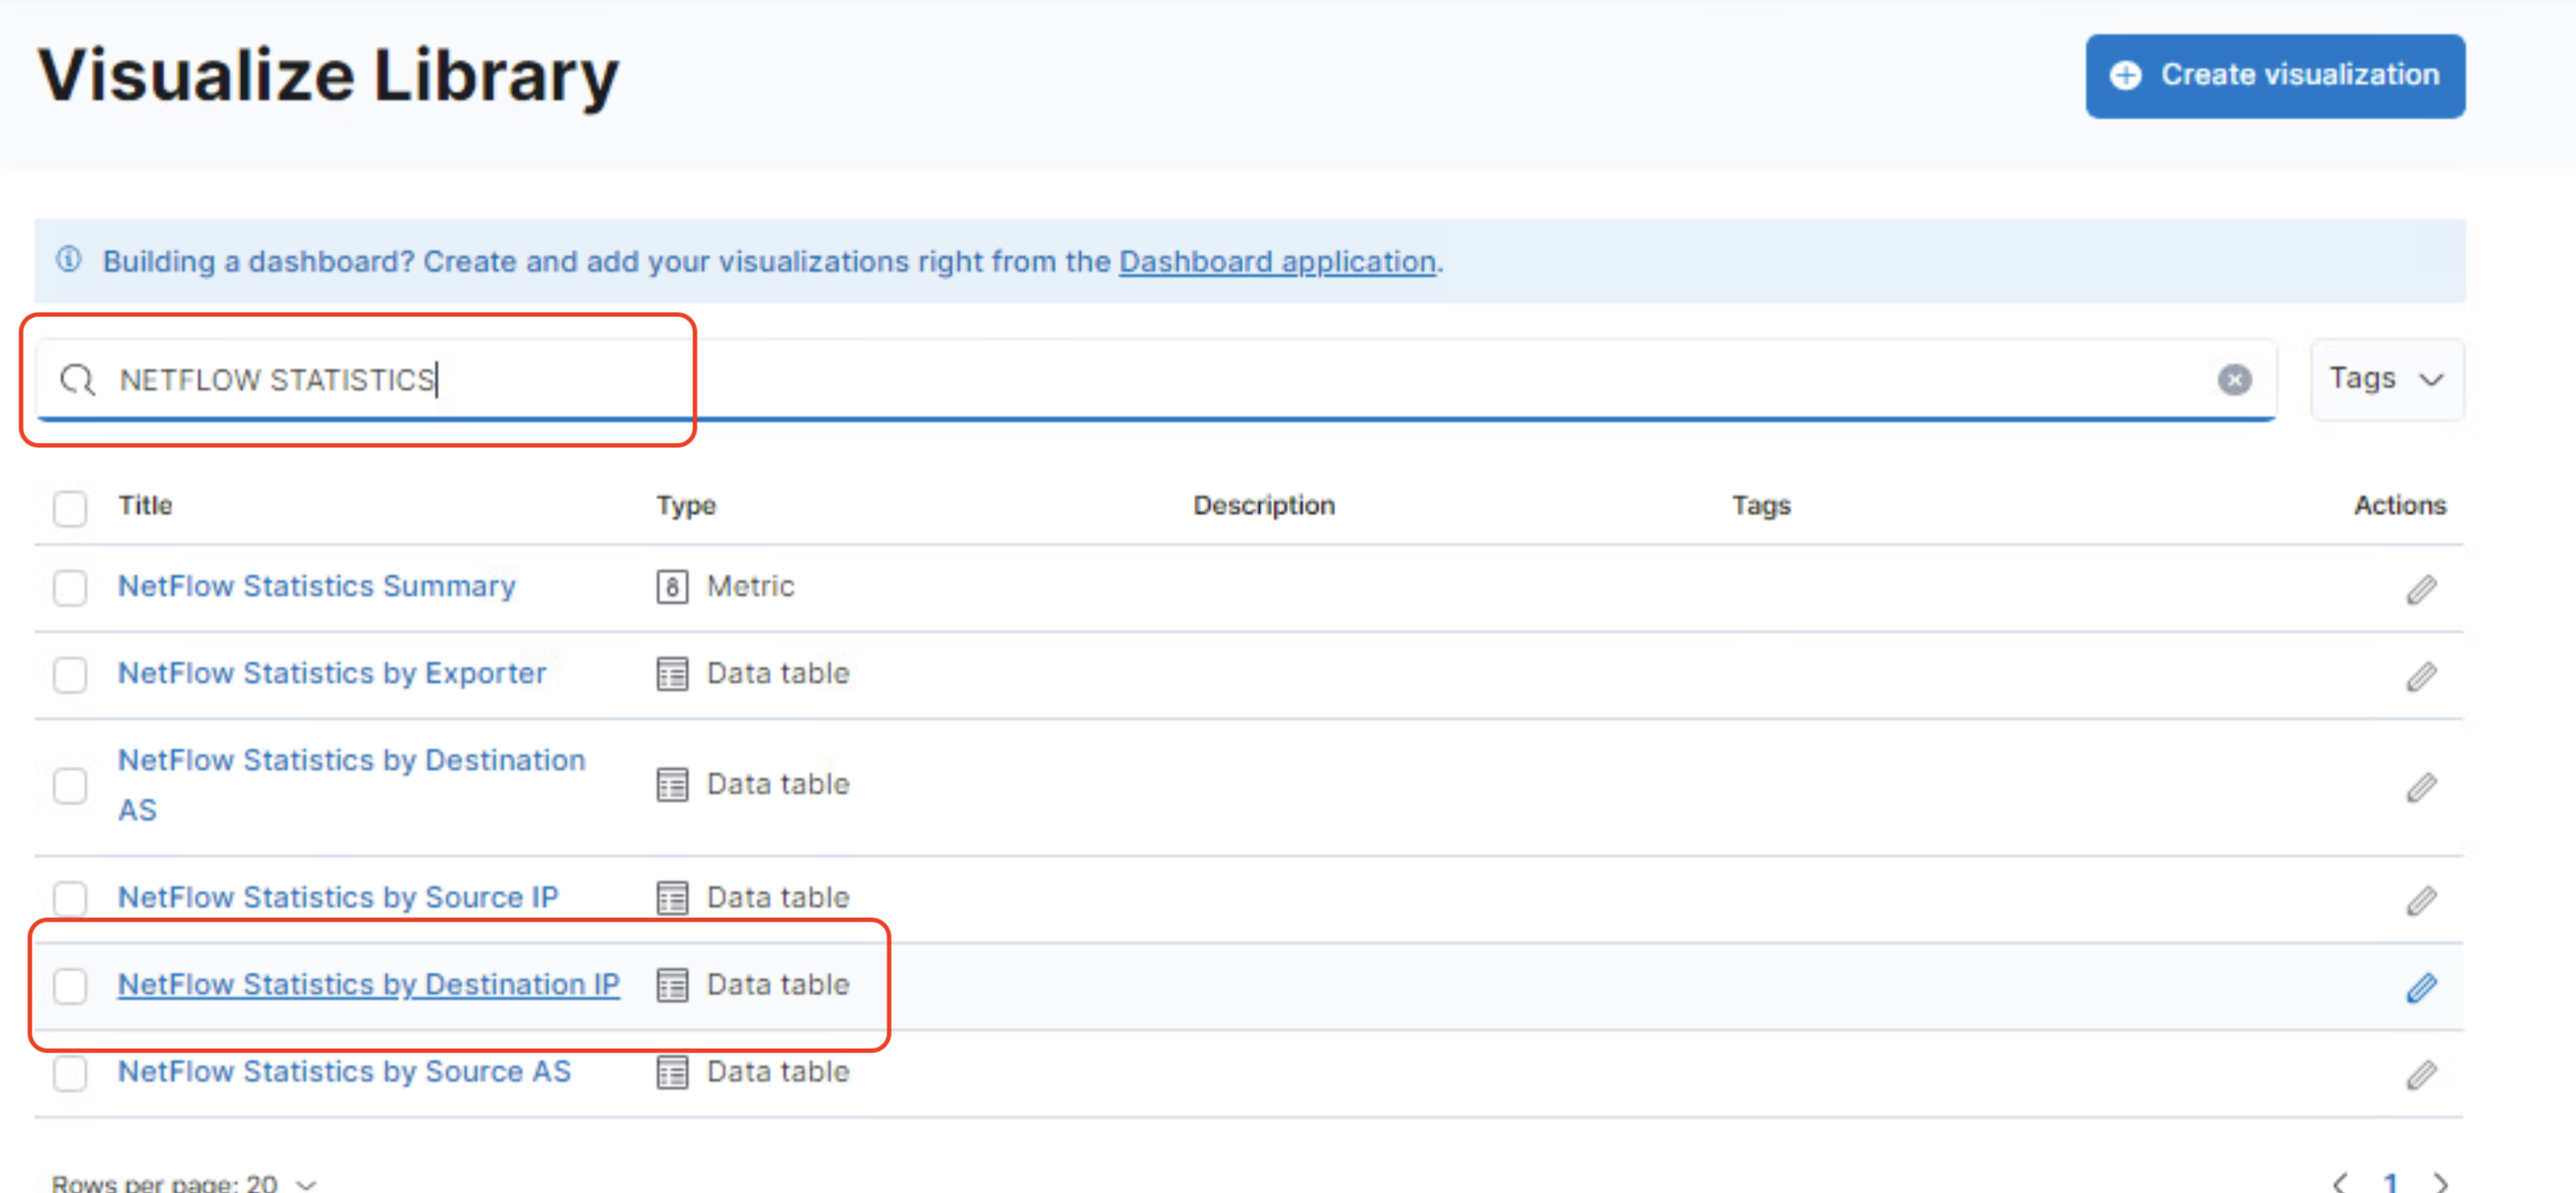 Visualize Library
Create visualization
Building a dashboard? Create and add your visualizations right from the Dashboard application.
NETFLOW STATISTICS
Tags
Title Type Description Tags Actions
NetFlow Statistics Summary Metric
NetFlow Statistics by Exporter Data table
NetFlow Statistics by Destination
AS
Data table
NetFlow Statistics by Source IP Data table
NetFlow Statistics by Destination IP Data table
NetFlow Statistics by Source AS Data table
Rows per page: 20
1